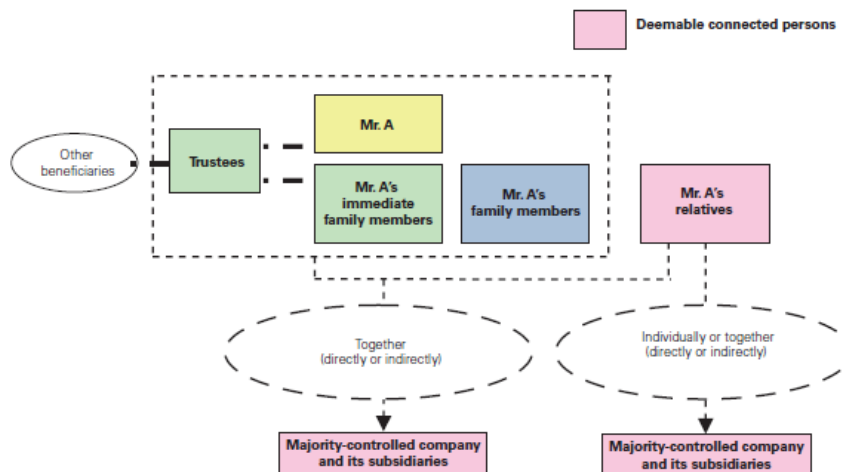 Deemable connected persons
Mr. A
Other
beneficiaries
Trustees
Mr. A's
immediate
family members
Mr. A's
family members
Mr. A's
relatives
Together
(directly or indirectly)
Individually or together
(directly or indirectly)
Majority-controlled company
and its subsidiaries
Majority-controlled company
and its subsidiaries